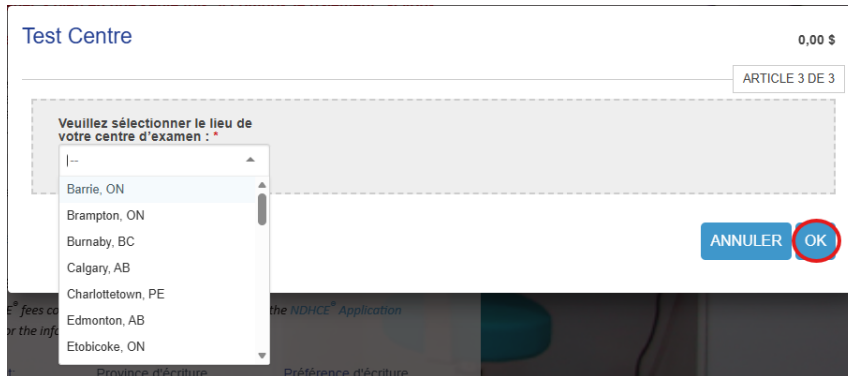 Test Centre
0,00 $
ARTICLE 3 DE 3
Veuillez sélectionner le lieu de
votre centre d'examen : *
--
Barrie, ON
Brampton, ON
Burnaby, BC
Calgary, AB
Charlottetown, PE
Edmonton, AB
Etobicoke, ON
ANNULER OK
E® fees co
the NDHCE® Application
or the info
t: Province d'écriture Préférence d'écriture